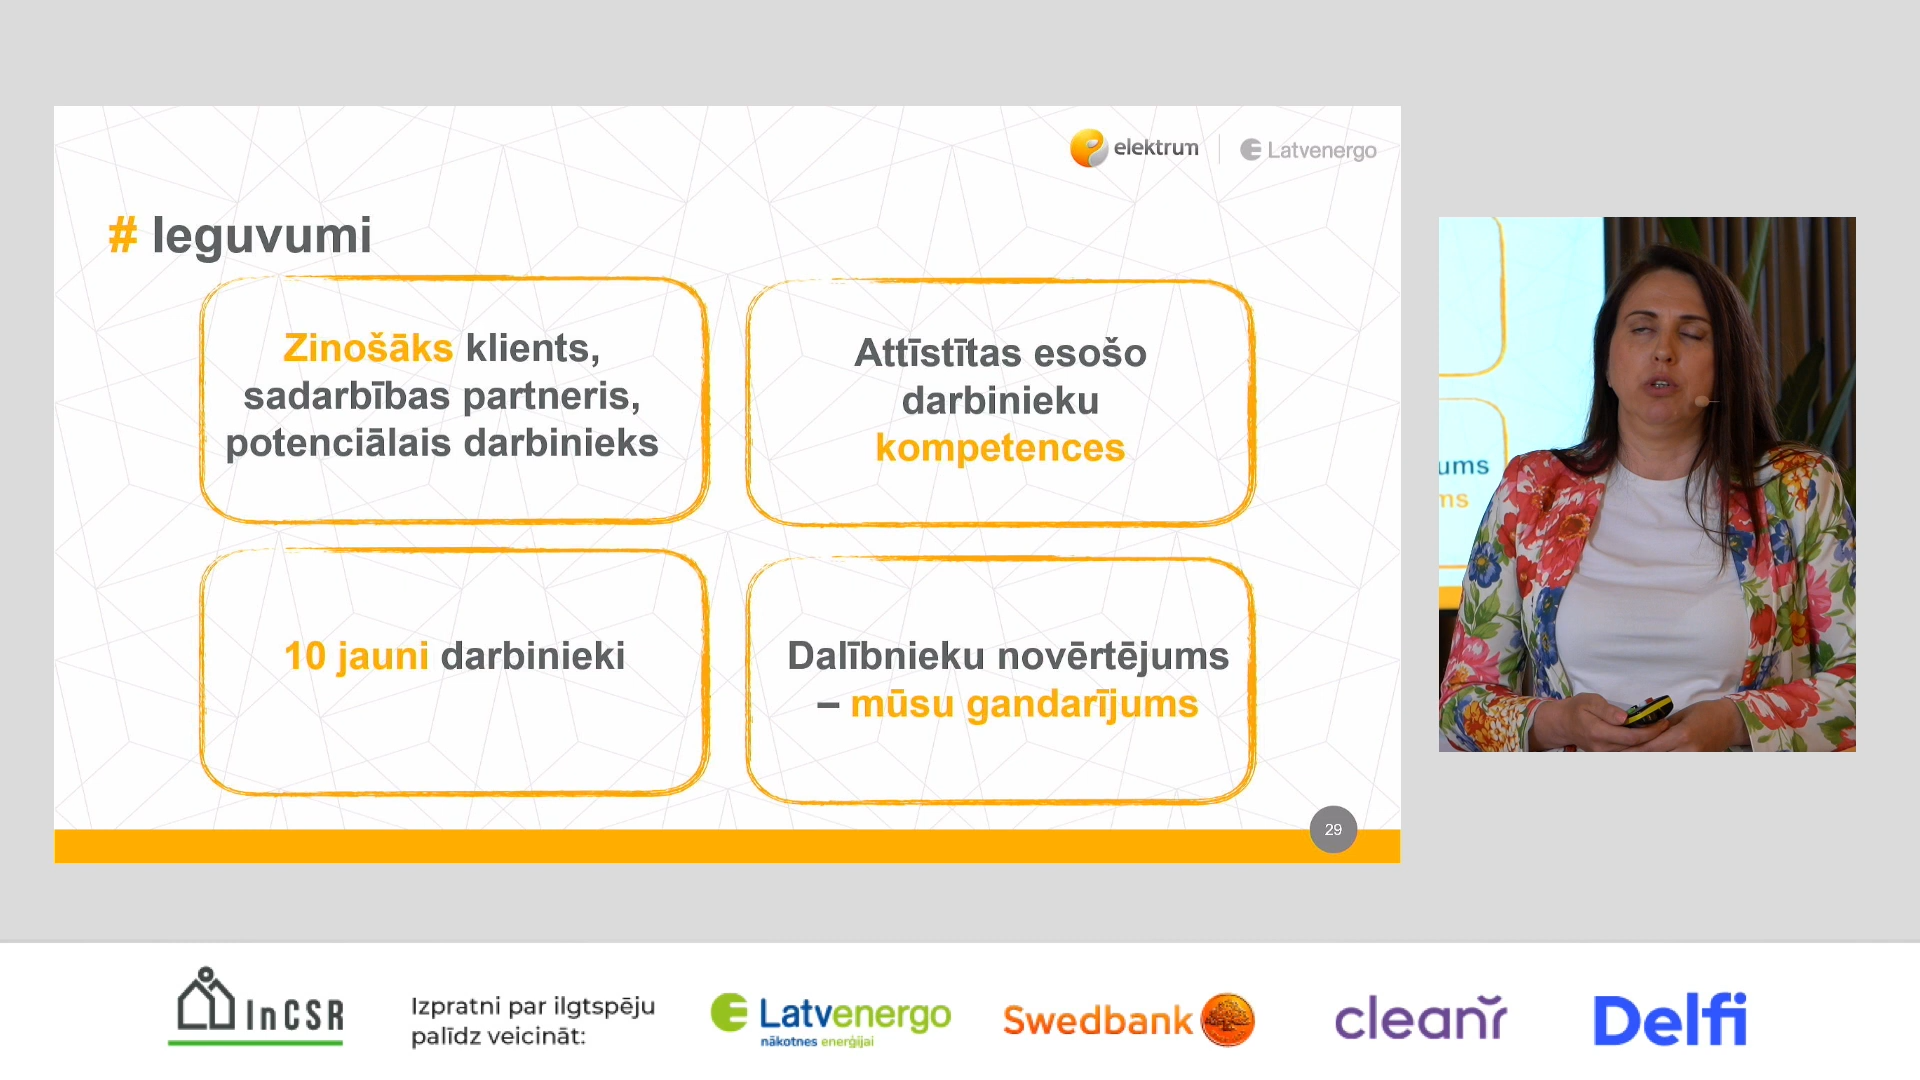 elektrum
Latvenergo
# Ieguvumi
Zinošāks klients,
sadarbības partneris,
potenciālais darbinieks
Attīstītas esošo
darbinieku
kompetences
10 jauni darbinieki
Dalībnieku novērtējums
– mūsu gandarījums
29
ums
ns
InCSR
Izpratni par ilgtspēju
palīdz veicināt:
Latvenergo
nākotnes enerģijai
Swedbank
cleanr
Delfi